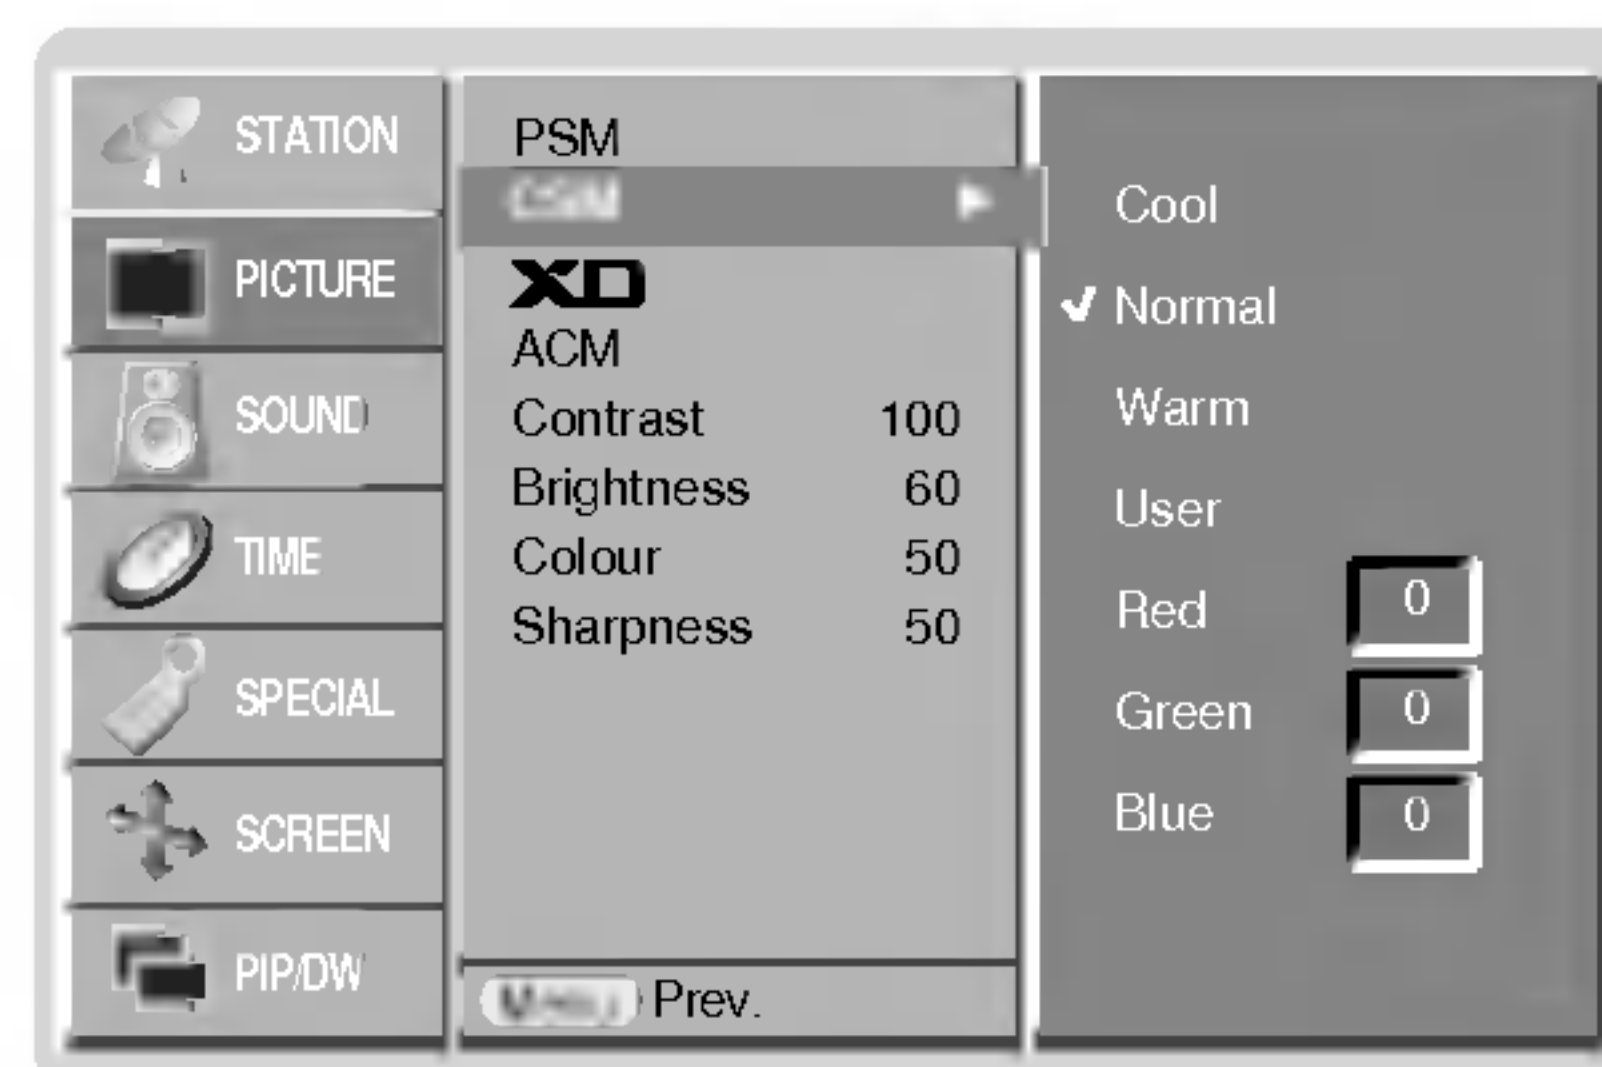 STATION
PICTURE
SOUND
TIME
SPECIAL
SCREEN
PIP/DW
PSM
CSM
XD
ACM
Contrast 100
Brightness 60
Colour 50
Sharpness 50
Prev.
Cool
Normal
Warm
User
Red 0
Green 0
Blue 0